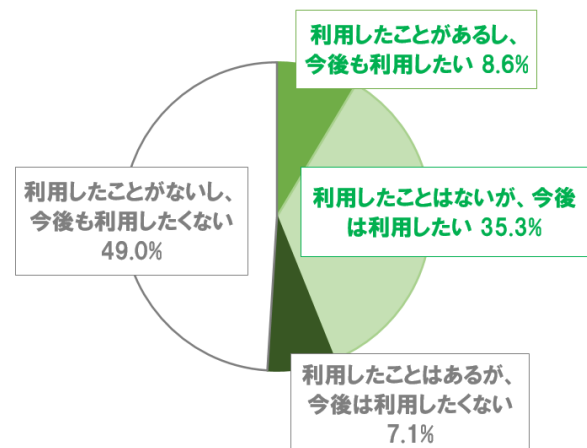 利用したことがあるし、
今後も利用したい 8.6%
利用したことがないし、
今後も利用したくない
49.0%
利用したことはないが、今後
は利用したい 35.3%
利用したことはあるが、
今後は利用したくない
7.1%